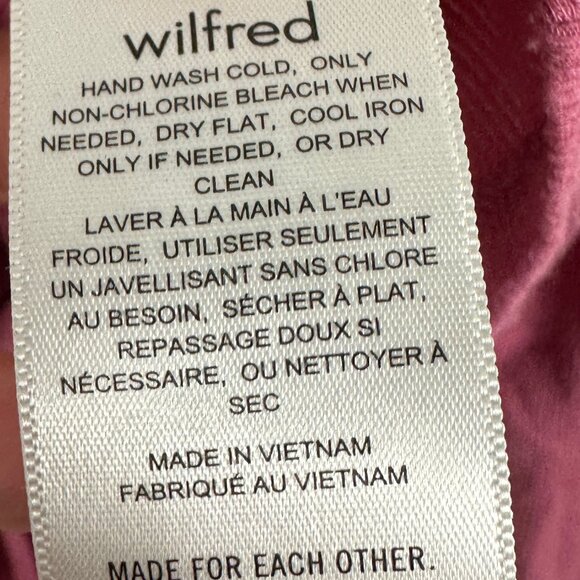 wilfred
HAND WASH COLD, ONLY
NON-CHLORINE BLEACH WHEN
NEEDED, DRY FLAT, COOL IRON
ONLY IF NEEDED, OR DRY
CLEAN
LAVER À LA MAIN À L'EAU
FROIDE, UTILISER SEULEMENT
UN JAVELLISANT SANS CHLORE
AU BESOIN, SÉCHER À PLAT,
REPASSAGE DOUX SI
NÉCESSAIRE, OU NETTOYER À
SEC
MADE IN VIETNAM
FABRIQUÉ AU VIETNAM
MADE FOR EACH OTHER.